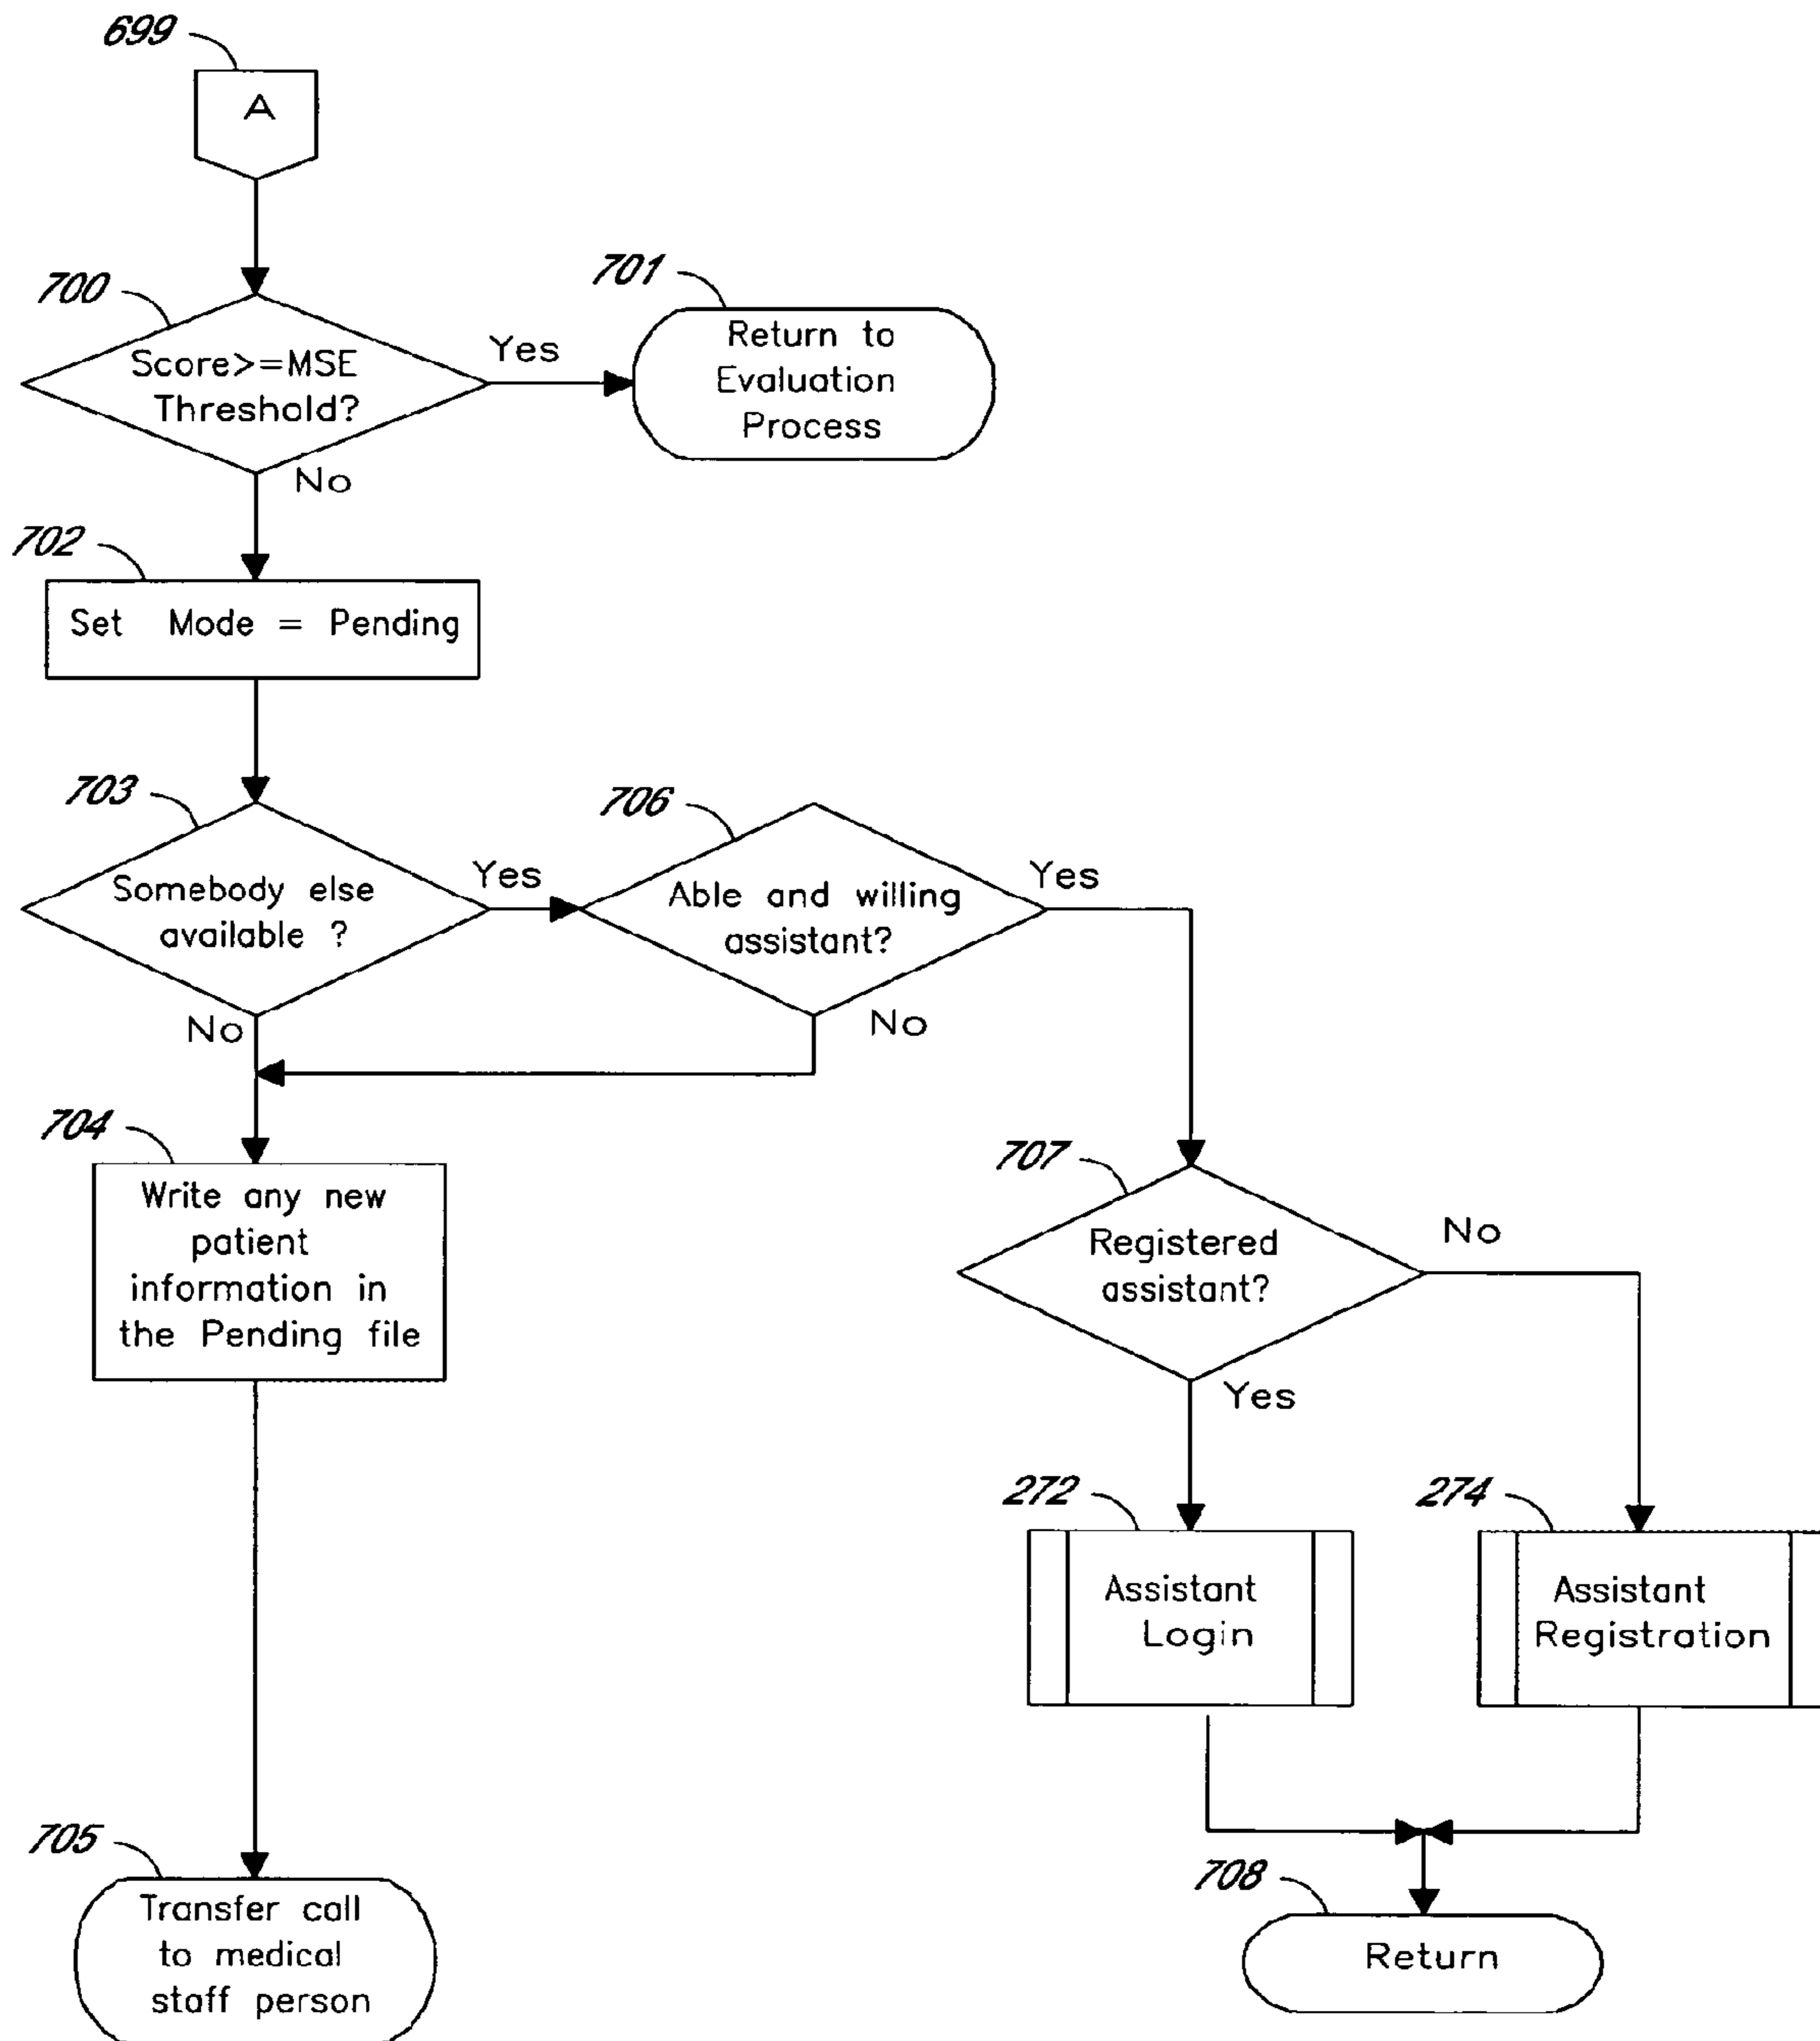 699
A
700
Score>=MSE
Threshold?
Yes
No
701
Return to
Evaluation
Process
702
Set Mode = Pending
703
Somebody else
available ?
Yes
No
706
Able and willing
assistant?
Yes
No
704
Write any new
patient
information in
the Pending file
707
Registered
assistant?
No
Yes
272
Assistant
Login
274
Assistant
Registration
705
Transfer call
to medical
staff person
708
Return